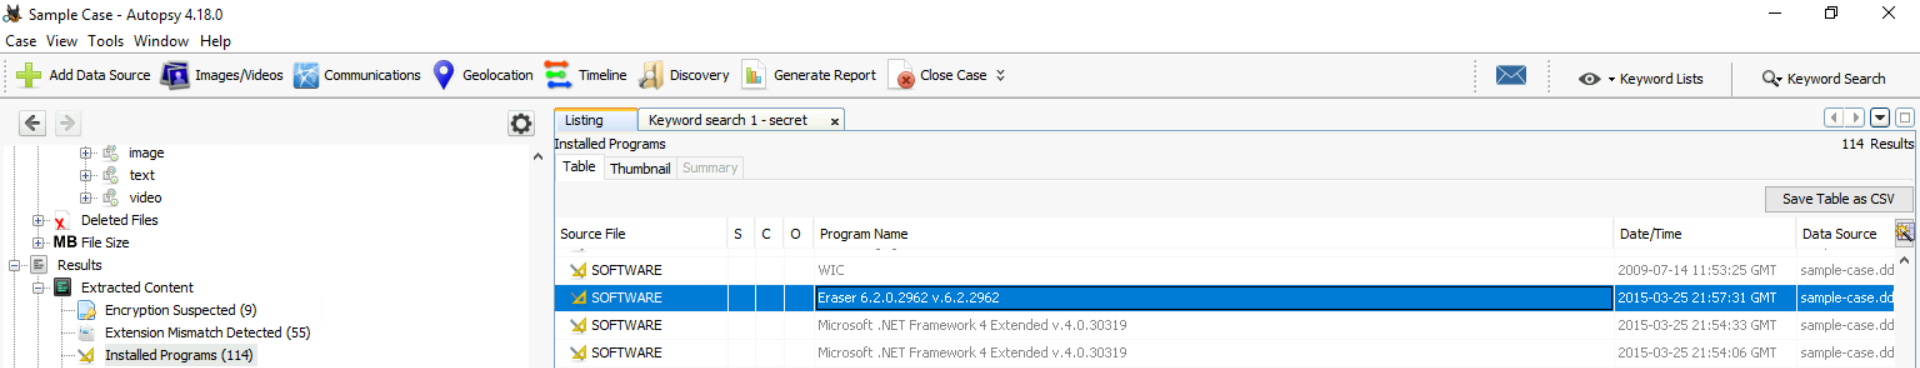 Sample Case - Autopsy 4.18.0
Case View Tools Window Help
Add Data Source Images/Videos Communications Geolocation Timeline Discovery Generate Report Close Case Keyword Lists Keyword Search
Listing Keyword search 1 - secret x
Installed Programs 114 Results
Table Thumbnail Summary
Save Table as CSV
Source File S C O Program Name Date/Time Data Source
SOFTWARE WIC 2009-07-14 11:53:25 GMT sample-case.dd
SOFTWARE Eraser 6.2.0.2962 v.6.2.2962 2015-03-25 21:57:31 GMT sample-case.dd
SOFTWARE Microsoft .NET Framework 4 Extended v.4.0.30319 2015-03-25 21:54:33 GMT sample-case.dd
SOFTWARE Microsoft .NET Framework 4 Extended v.4.0.30319 2015-03-25 21:54:06 GMT sample-case.dd
image
text
video
Deleted Files
MB File Size
Results
Extracted Content
Encryption Suspected (9)
Extension Mismatch Detected (55)
Installed Programs (114)